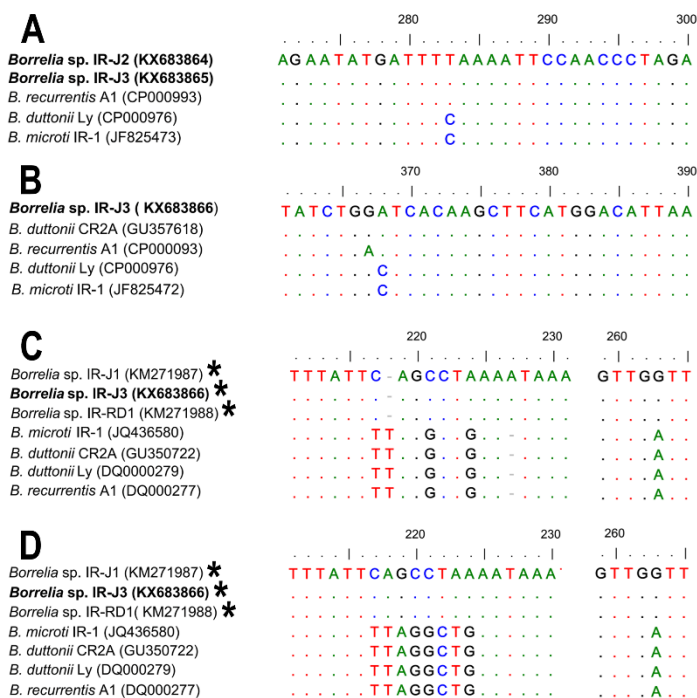 A
280 290 300
Borrelia sp. IR-J2 (KX683864) AGAATATGATTTTAAAATTCCAACCCTAGA
Borrelia sp. IR-J3 (KX683865)
B. recurrentis A1 (CP000993)
B. duttonii Ly (CP000976) C
B. microti IR-1 (JF825473) C
B
370 380 390
Borrelia sp. IR-J3 ( KX683866) TATCTGGATCACAAGCTTCATGGACATTAA
B. duttonii CR2A (GU357618)
B. recurrentis A1 (CP000093) A
B. duttonii Ly (CP000976) C
B. microti IR-1 (JF825472) C
C
220 230 260
Borrelia sp. IR-J1 (KM271987) * TTTATTC-AGCCTAAAATAAA GTTGGTT
Borrelia sp. IR-J3 (KX683866) * -
Borrelia sp. IR-RD1 (KM271988) * -
B. microti IR-1 (JQ436580) TT G G - A
B. duttonii CR2A (GU350722) TT G G A
B. duttonii Ly (DQ0000279) TT G G A
B. recurrentis A1 (DQ000277) TT G G - A
D
220 230 260
Borrelia sp. IR-J1 (KM271987) * TTTATTCAGCCTAAAATAAA GTTGGTT
Borrelia sp. IR-J3 (KX683866) *
Borrelia sp. IR-RD1( KM271988) *
B. microti IR-1 (JQ436580) TTAGGCTG A
B. duttonii CR2A (GU350722) TTAGGCTG A
B. duttonii Ly (DQ000279) TTAGGCTG A
B. recurrentis A1 (DQ000277) TTAGGCTG A